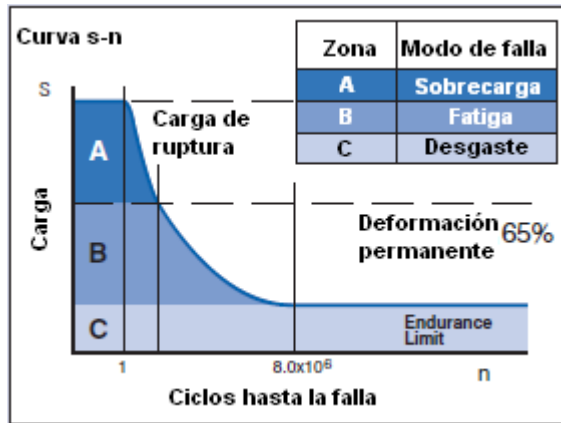 Curva s-n
Zona Modo de falla
A Sobrecarga
B Fatiga
C Desgaste
S
Carga de
ruptura
A
Carga
Deformación
permanente 65%
B
C
Endurance
Limit
1 8.0x10⁶ n
Ciclos hasta la falla